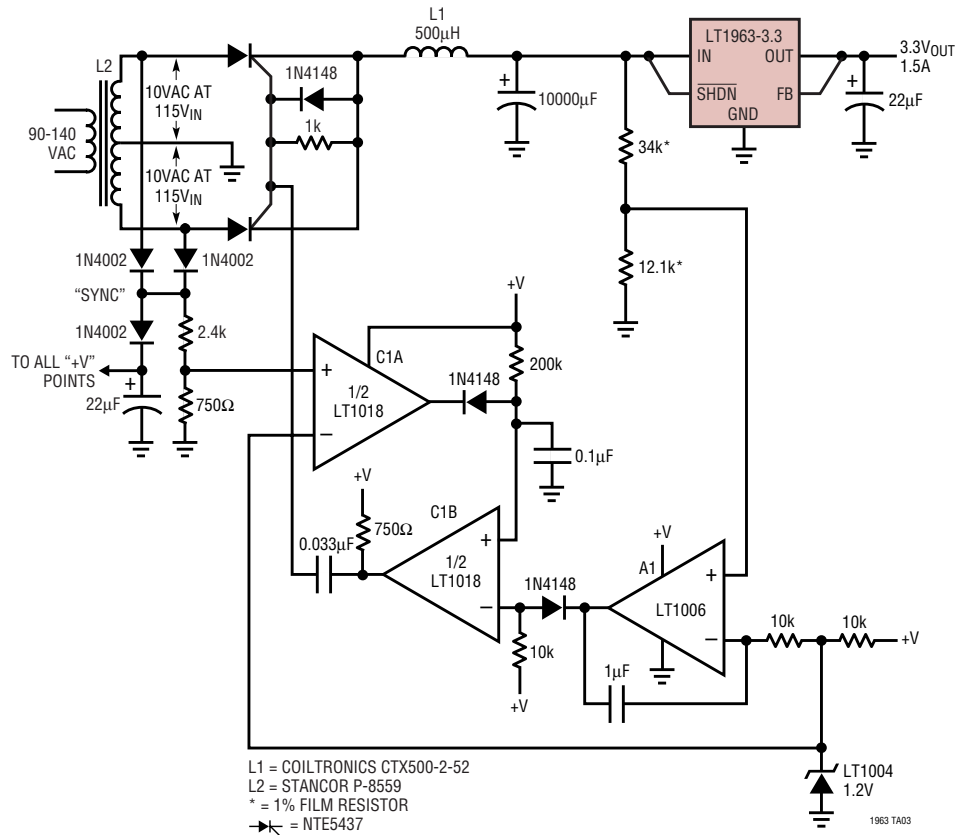 L1
500µH
LT1963-3.3
IN
OUT
SHDN
FB
GND
3.3VOUT
1.5A
22µF
L2
10VAC AT
115VIN
1N4148
1k
+
10000µF
+
90-140
VAC
10VAC AT
115VIN
34k*
12.1k*
1N4002
1N4002
"SYNC"
1N4002
2.4k
TO ALL "+V"
POINTS
+
22µF
750Ω
+V
C1A
200k
+
1/2
LT1018
–
1N4148
0.1µF
+V
C1B
750Ω
0.033µF
+
1/2
LT1018
–
1N4148
10k
+V
+V
A1
+
LT1006
–
10k
10k
+V
1µF
LT1004
1.2V
L1 = COILTRONICS CTX500-2-52
L2 = STANCOR P-8559
* = 1% FILM RESISTOR
= NTE5437
1963 TA03